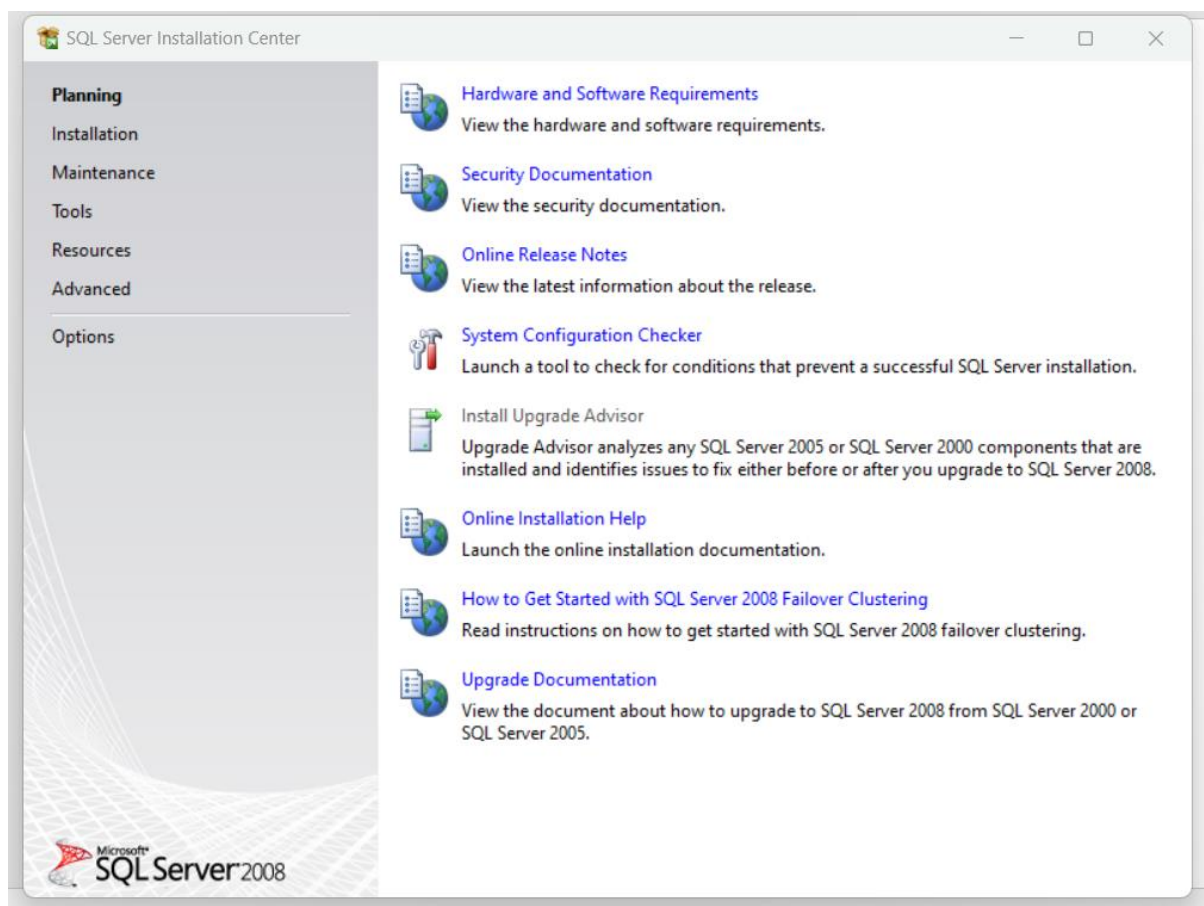 SQL Server Installation Center
Planning
Installation
Maintenance
Tools
Resources
Advanced
Options
Hardware and Software Requirements
View the hardware and software requirements.
Security Documentation
View the security documentation.
Online Release Notes
View the latest information about the release.
System Configuration Checker
Launch a tool to check for conditions that prevent a successful SQL Server installation.
Install Upgrade Advisor
Upgrade Advisor analyzes any SQL Server 2005 or SQL Server 2000 components that are
installed and identifies issues to fix either before or after you upgrade to SQL Server 2008.
Online Installation Help
Launch the online installation documentation.
How to Get Started with SQL Server 2008 Failover Clustering
Read instructions on how to get started with SQL Server 2008 failover clustering.
Upgrade Documentation
View the document about how to upgrade to SQL Server 2008 from SQL Server 2000 or
SQL Server 2005.
Microsoft®
SQL Server 2008